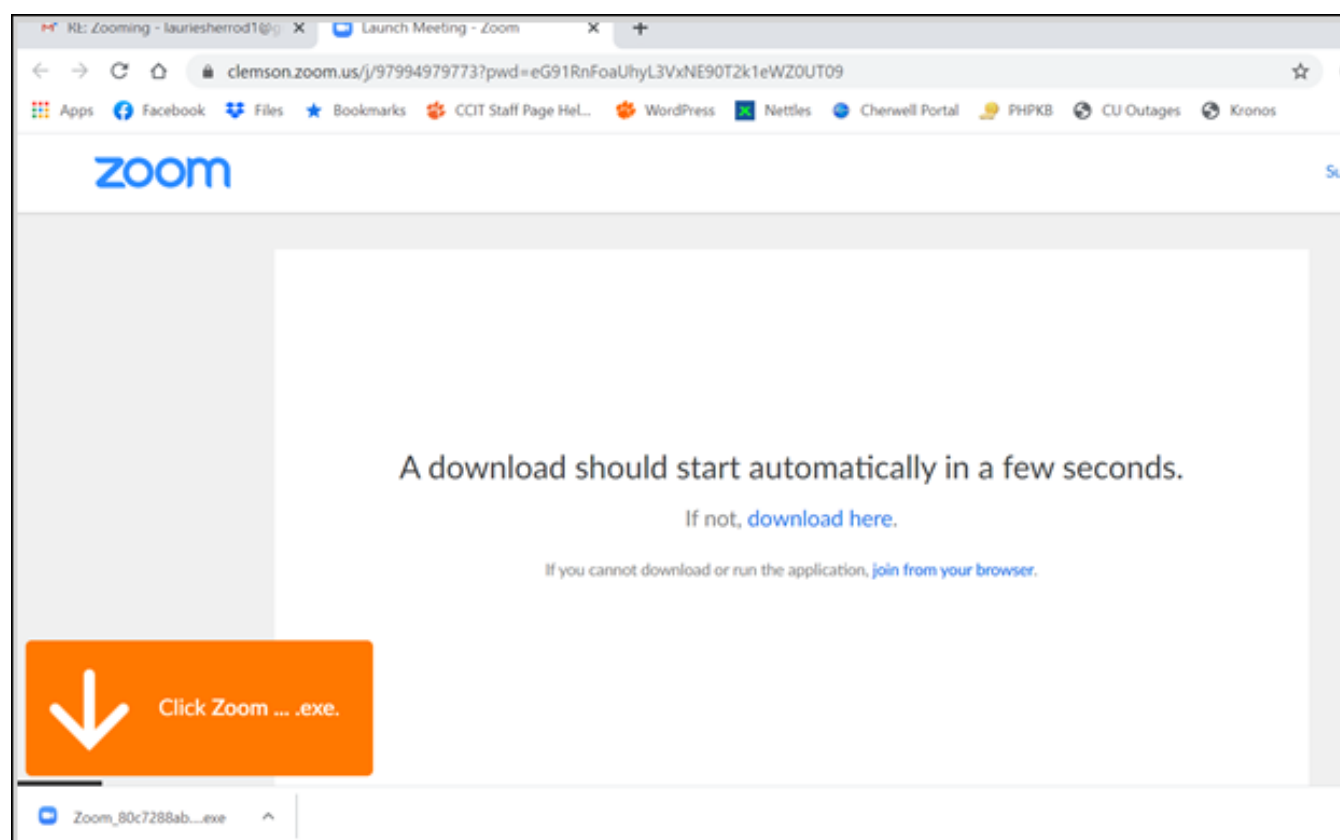 RE: Zooming - lauriesherrod1@g
Launch Meeting - Zoom
clemson.zoom.us/j/97994979773?pwd=eG91RnFoaUhyL3VxNE90T2k1eWZ0UT09
Apps Facebook Files Bookmarks CCIT Staff Page Hel... WordPress Nettles Cherwell Portal PHPKB CU Outages Kronos
zoom
Su
A download should start automatically in a few seconds.
If not, download here.
If you cannot download or run the application, join from your browser.
Click Zoom ... .exe.
Zoom_80c7288ab....exe